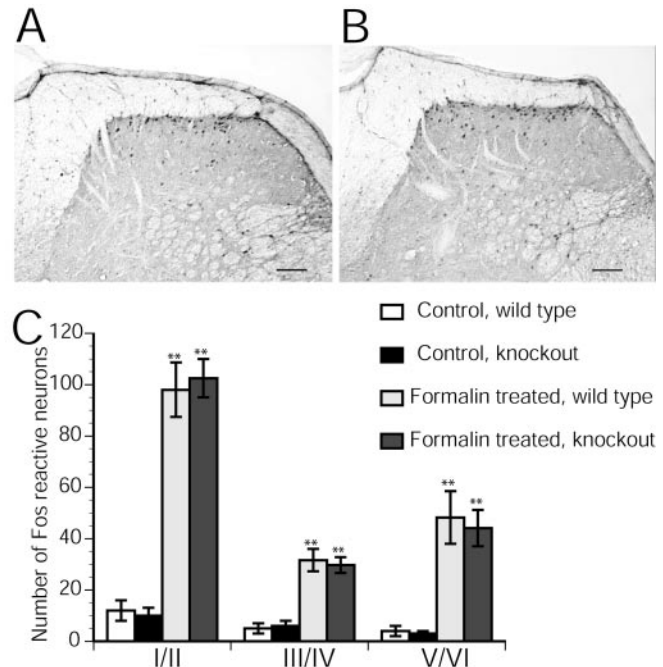 A
B
C
Control, wild type
Control, knockout
Formalin treated, wild type
Formalin treated, knockout
Number of Fos reactive neurons
120
100
80
60
40
20
0
** **
** **
** **
I/II III/IV V/VI